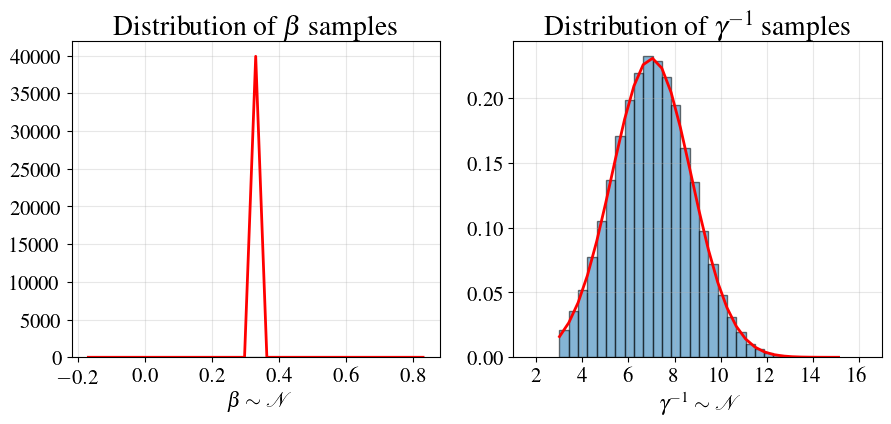 Distribution of β samples
40000
35000
30000
25000
20000
15000
10000
5000
0
−0.2 0.0 0.2 0.4 0.6 0.8
β ∼ 𝒩
Distribution of γ⁻¹ samples
0.20
0.15
0.10
0.05
0.00
2 4 6 8 10 12 14 16
γ⁻¹ ∼ 𝒩